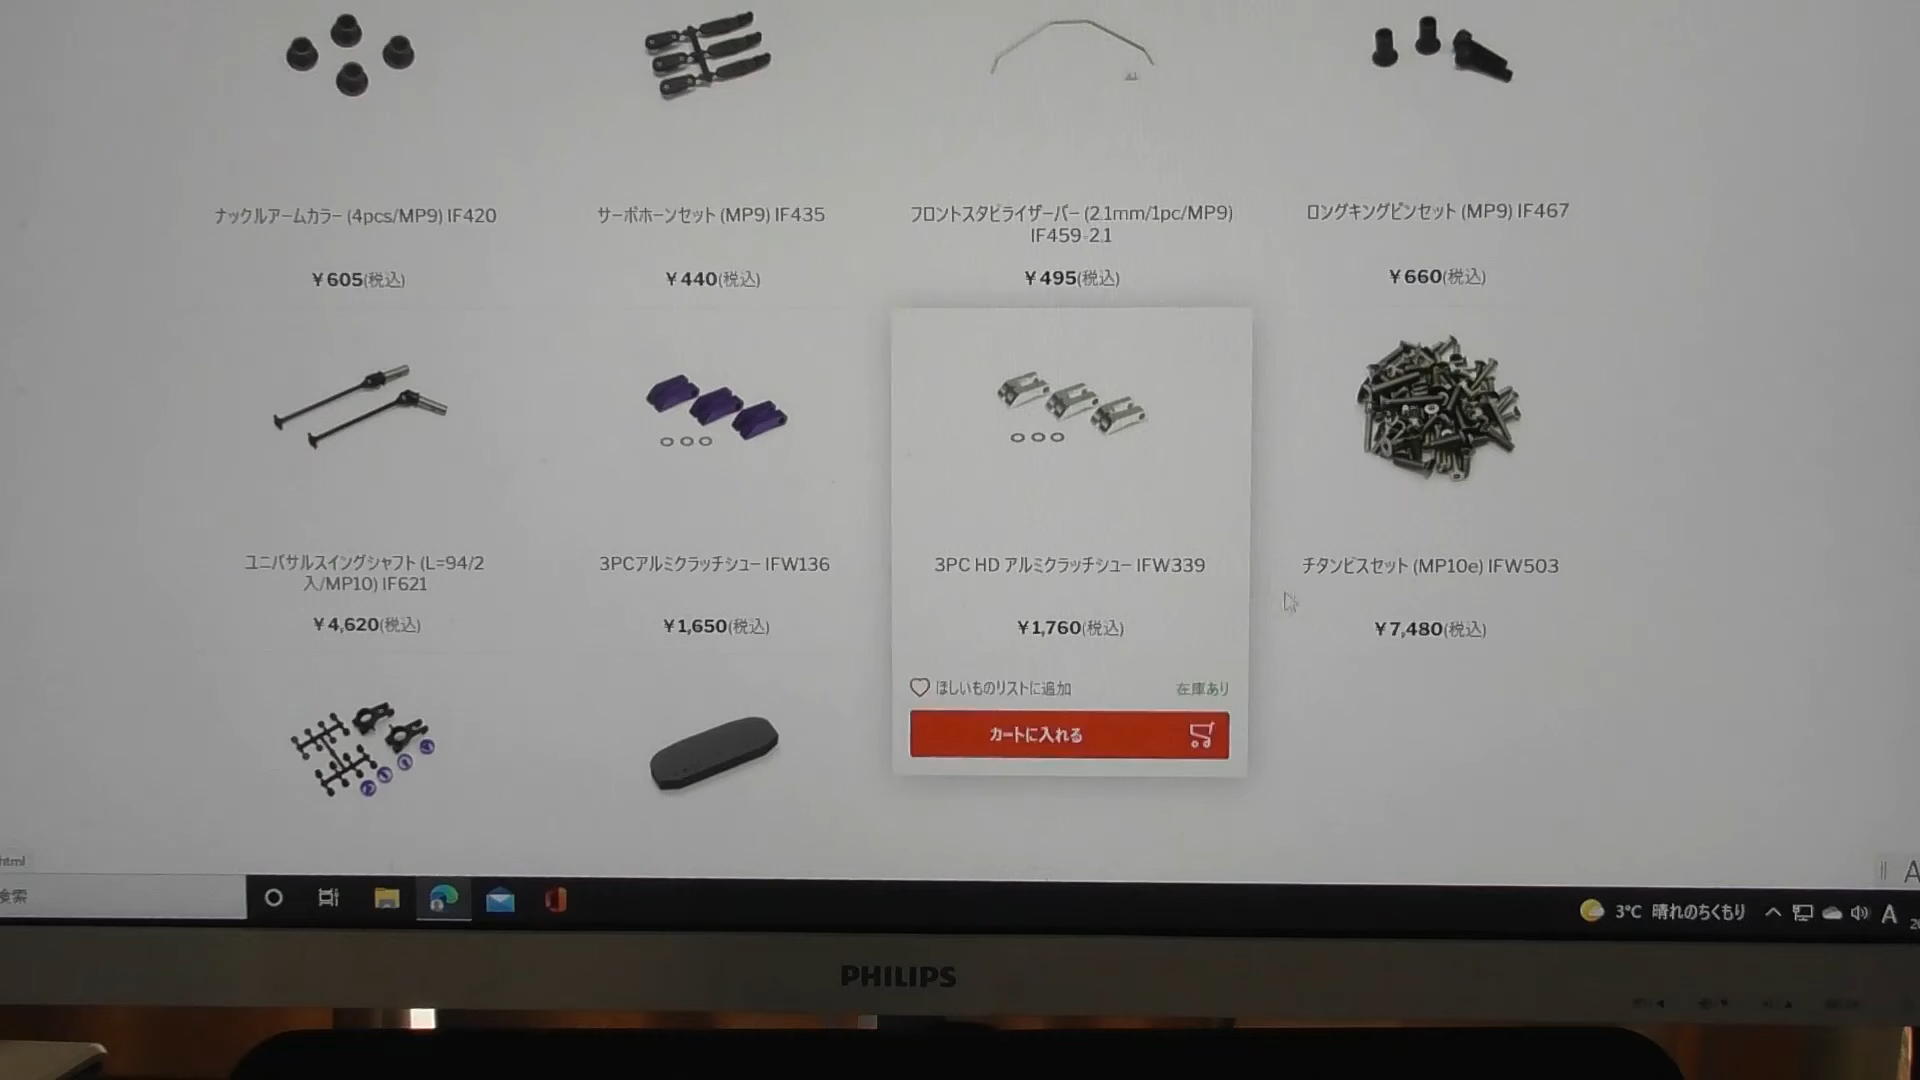 ナックルアームカラー (4pcs/MP9) IF420
サーボホーンセット (MP9) IF435
フロントスタビライザーバー (2.1mm/1pc/MP9)
IF459-2.1
ロングキングピンセット (MP9) IF467
￥605(税込)
￥440(税込)
￥495(税込)
￥660(税込)
ユニバサルスイングシャフト (L=94/2
入/MP10) IF621
3PCアルミクラッチシュー IFW136
3PC HD アルミクラッチシュー IFW339
チタンビスセット (MP10e) IFW503
￥4,620(税込)
￥1,650(税込)
￥1,760(税込)
￥7,480(税込)
ほしいものリストに追加
在庫あり
カートに入れる
html
A
検索
3°C 晴れのちくもり
A
PHILIPS